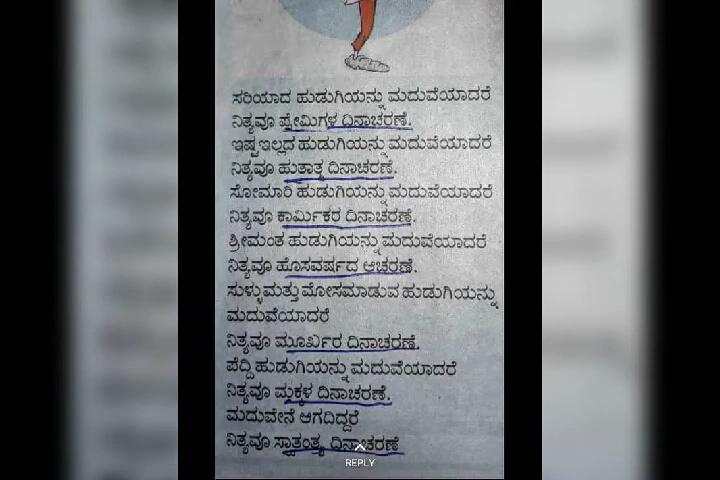 ಸರಿಯಾದ ಹುಡುಗಿಯನ್ನು ಮದುವೆಯಾದರೆ
ನಿತ್ಯವೂ ಪ್ರೇಮಿಗಳ ದಿನಾಚರಣೆ.
ಇಷ್ಟಇಲ್ಲದ ಹುಡುಗಿಯನ್ನು ಮದುವೆಯಾದರೆ
ನಿತ್ಯವೂ ಹುತಾತ್ಮ ದಿನಾಚರಣೆ.
ಸೋಮಾರಿ ಹುಡುಗಿಯನ್ನು ಮದುವೆಯಾದರೆ
ನಿತ್ಯವೂ ಕಾರ್ಮಿಕರ ದಿನಾಚರಣೆ.
ಶ್ರೀಮಂತ ಹುಡುಗಿಯನ್ನು ಮದುವೆಯಾದರೆ
ನಿತ್ಯವೂ ಹೊಸವರ್ಷದ ಆಚರಣೆ.
ಸುಳ್ಳುಮತ್ತು ಮೋಸಮಾಡುವ ಹುಡುಗಿಯನ್ನು
ಮದುವೆಯಾದರೆ
ನಿತ್ಯವೂ ಮೂರ್ಖರ ದಿನಾಚರಣೆ.
ಪೆದ್ದಿ ಹುಡುಗಿಯನ್ನು ಮದುವೆಯಾದರೆ
ನಿತ್ಯವೂ ಮಕ್ಕಳ ದಿನಾಚರಣೆ.
ಮದುವೇನೆ ಆಗದಿದ್ದರೆ
ನಿತ್ಯವೂ ಸ್ವಾತಂತ್ರ್ಯ ದಿನಾಚರಣೆ
REPLY